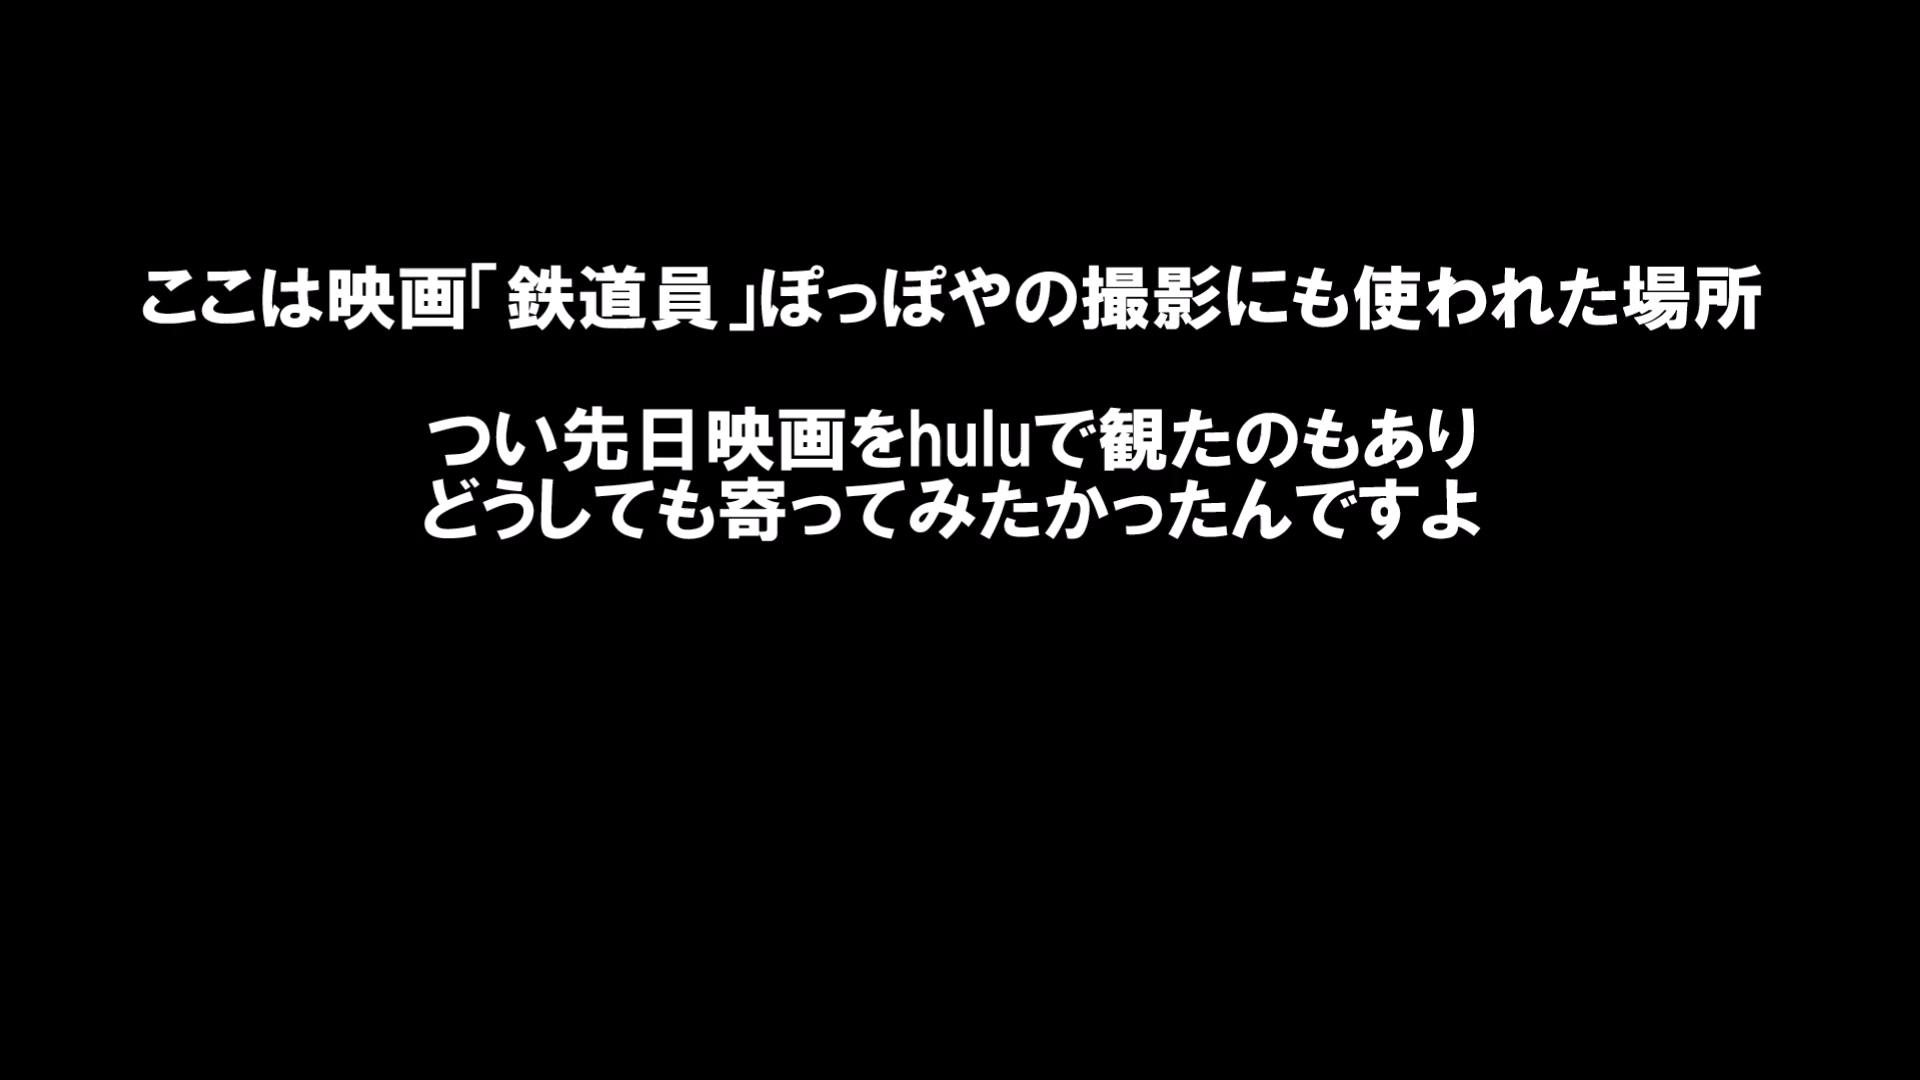 ここは映画「鉄道員」ぽっぽやの撮影にも使われた場所
つい先日映画をhuluで観たのもあり
どうしても寄ってみたかったんですよ